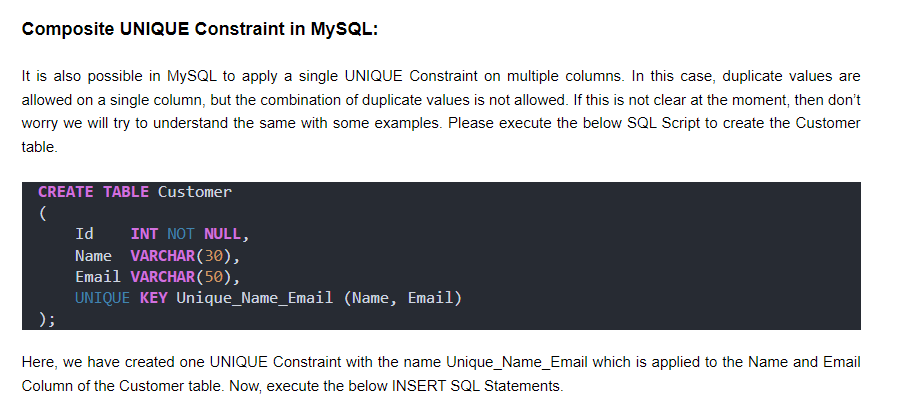 Composite UNIQUE Constraint in MySQL:
It is also possible in MySQL to apply a single UNIQUE Constraint on multiple columns. In this case, duplicate values are
allowed on a single column, but the combination of duplicate values is not allowed. If this is not clear at the moment, then don't
worry we will try to understand the same with some examples. Please execute the below SQL Script to create the Customer
table.
CREATE TABLE Customer
(
    Id    INT NOT NULL,
    Name  VARCHAR(30),
    Email VARCHAR(50),
    UNIQUE KEY Unique_Name_Email (Name, Email)
);
Here, we have created one UNIQUE Constraint with the name Unique_Name_Email which is applied to the Name and Email
Column of the Customer table. Now, execute the below INSERT SQL Statements.